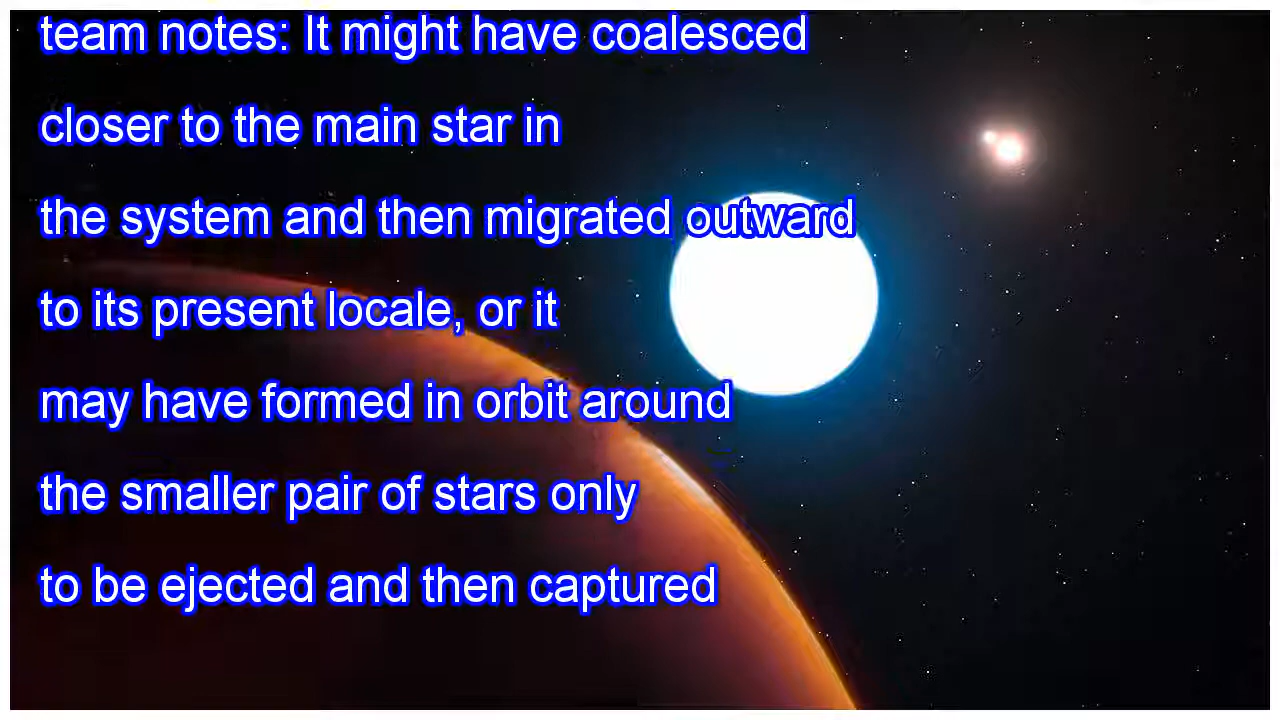 team notes: It might have coalesced
closer to the main star in
the system and then migrated outward
to its present locale, or it
may have formed in orbit around
the smaller pair of stars only
to be ejected and then captured